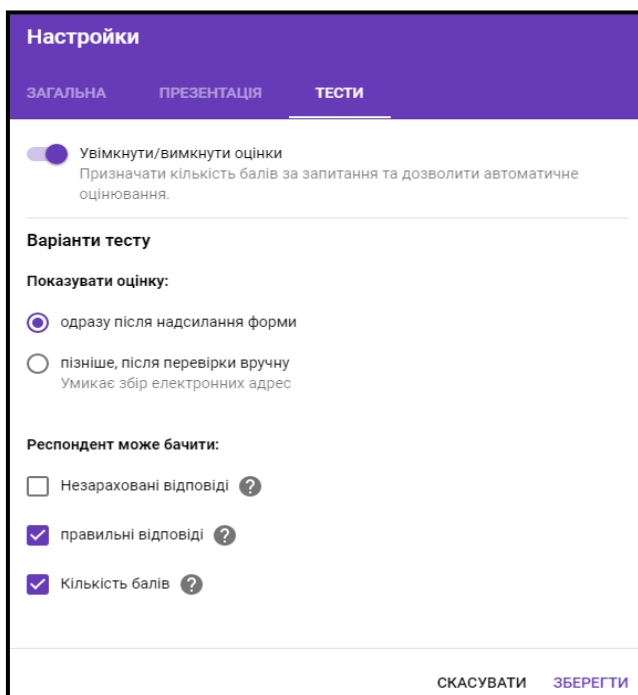 Настройки
ЗАГАЛЬНА ПРЕЗЕНТАЦІЯ ТЕСТИ
Увімкнути/вимкнути оцінки
Призначати кількість балів за запитання та дозволити автоматичне
оцінювання.
Варіанти тесту
Показувати оцінку:
одразу після надсилання форми
пізніше, після перевірки вручну
Умикає збір електронних адрес
Респондент може бачити:
Незараховані відповіді ?
правильні відповіді ?
Кількість балів ?
СКАСУВАТИ ЗБЕРЕГТИ